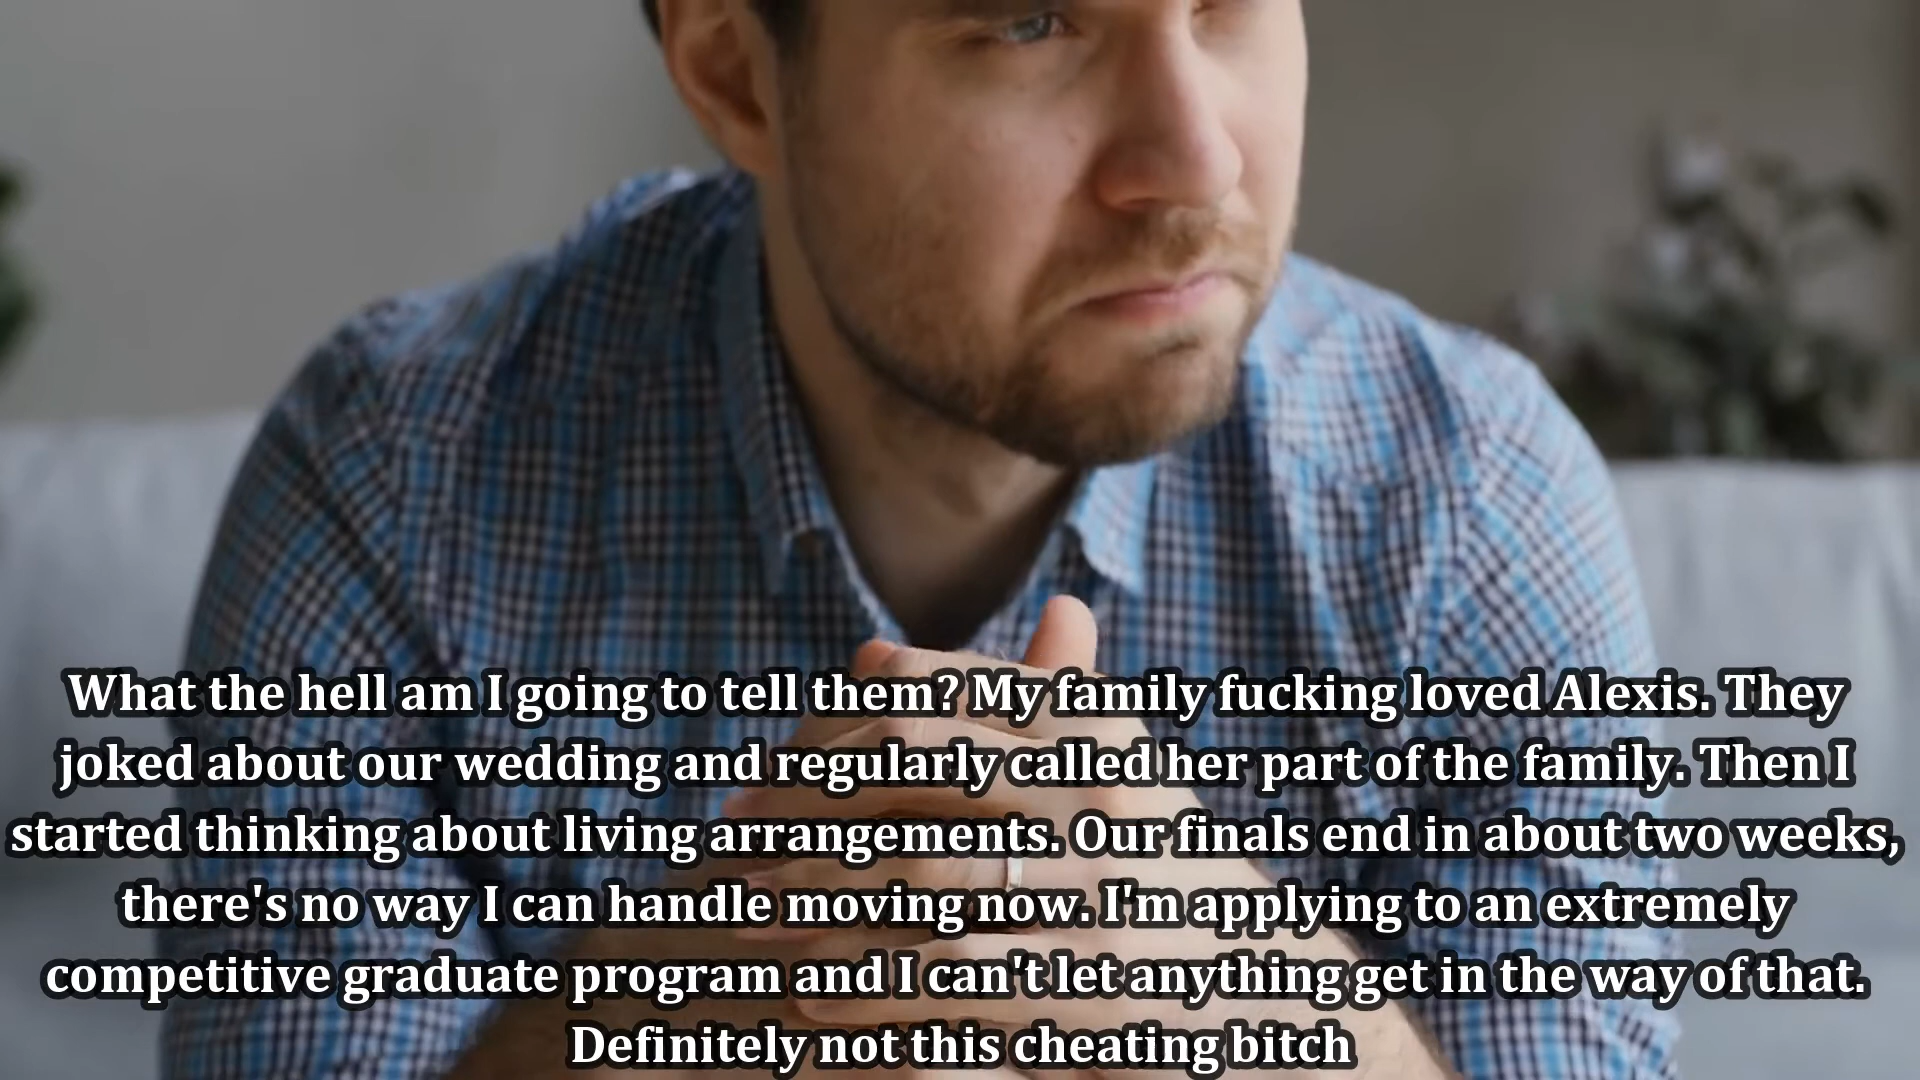 What the hell am I going to tell them? My family fucking loved Alexis. They
joked about our wedding and regularly called her part of the family. Then I
started thinking about living arrangements. Our finals end in about two weeks,
there's no way I can handle moving now. I'm applying to an extremely
competitive graduate program and I can't let anything get in the way of that.
Definitely not this cheating bitch